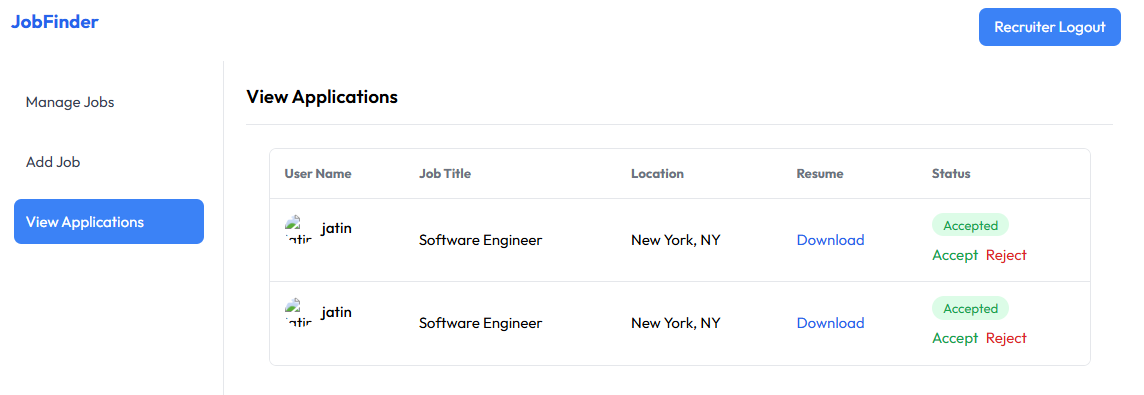 JobFinder
Recruiter Logout
Manage Jobs
Add Job
View Applications
View Applications
User Name Job Title Location Resume Status
jatin Software Engineer New York, NY Download Accepted
Accept Reject
jatin Software Engineer New York, NY Download Accepted
Accept Reject